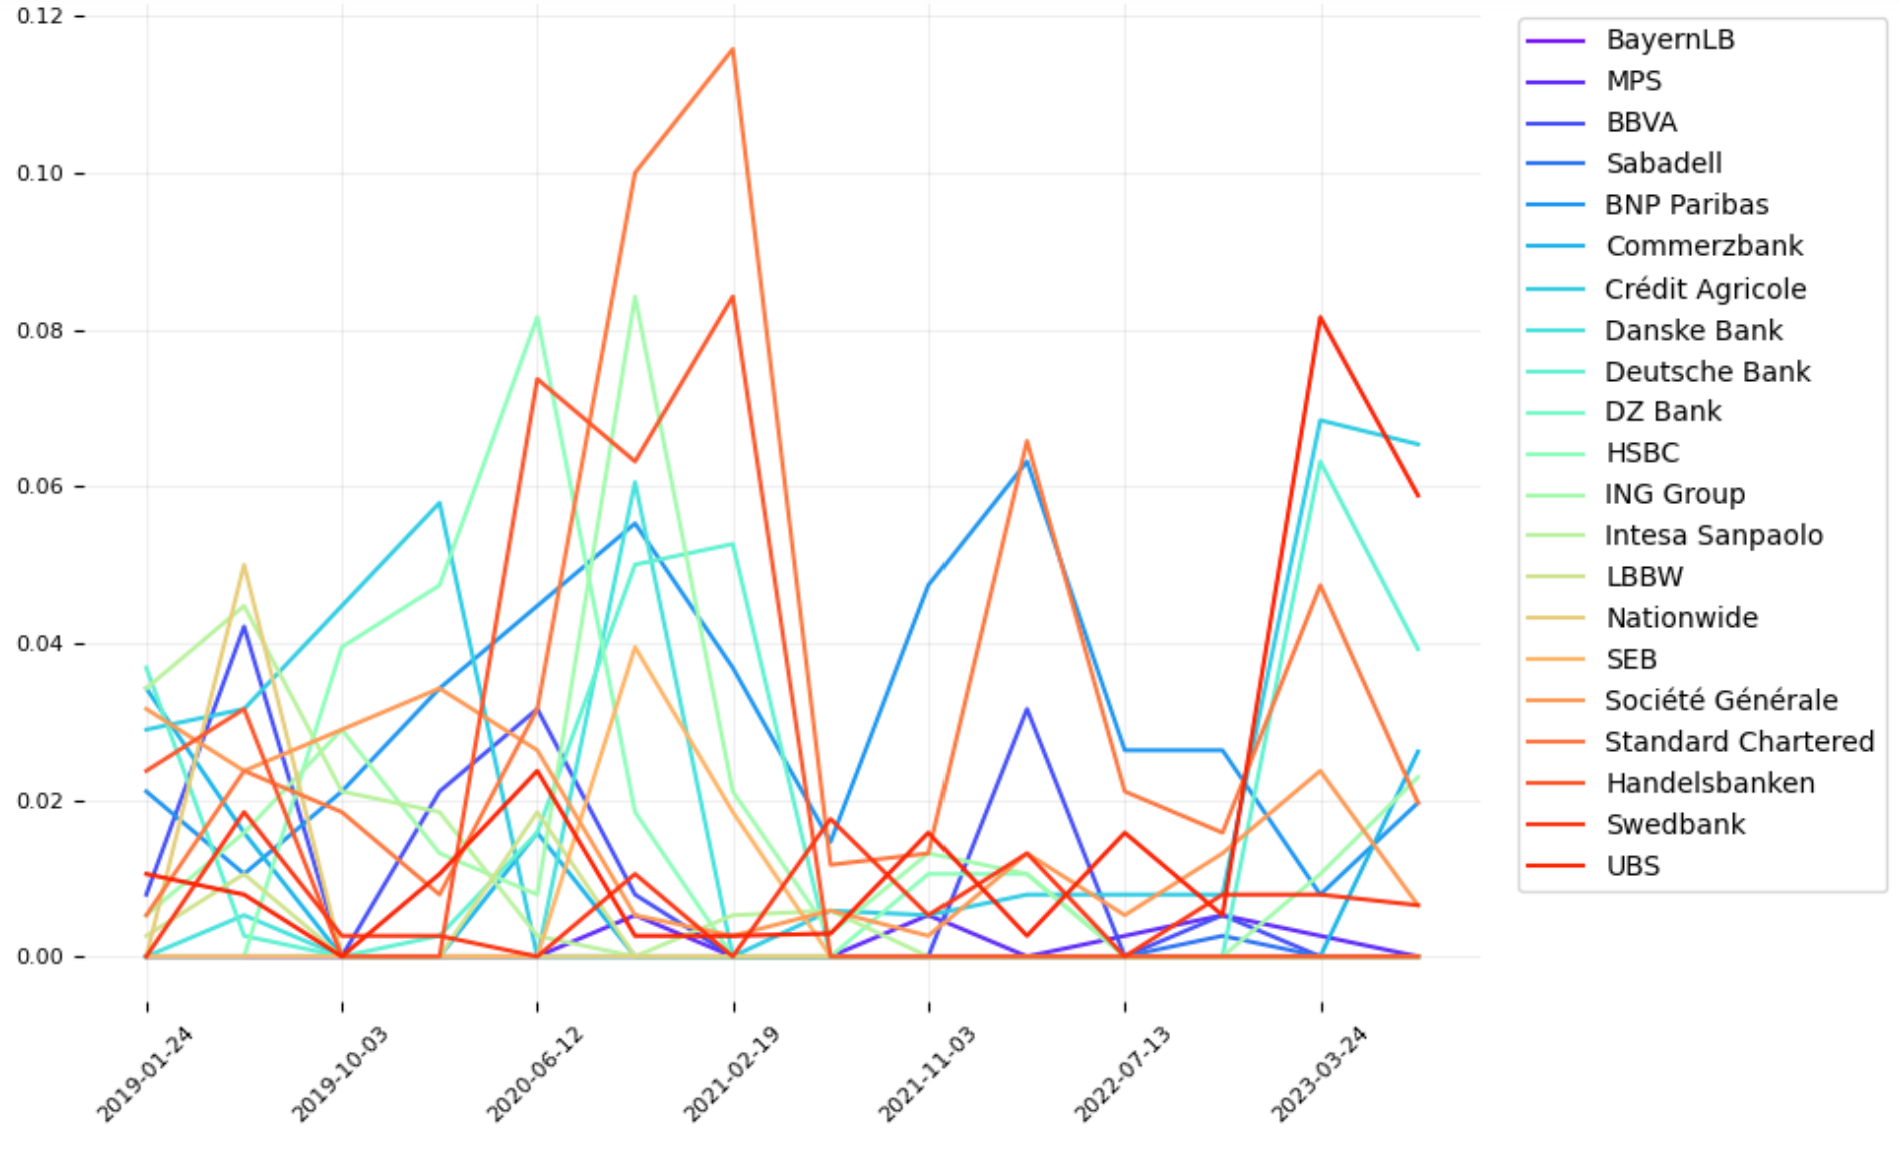 0.12
0.10
0.08
0.06
0.04
0.02
0.00
2019-01-24
2019-10-03
2020-06-12
2021-02-19
2021-11-03
2022-07-13
2023-03-24
BayernLB
MPS
BBVA
Sabadell
BNP Paribas
Commerzbank
Crédit Agricole
Danske Bank
Deutsche Bank
DZ Bank
HSBC
ING Group
Intesa Sanpaolo
LBBW
Nationwide
SEB
Société Générale
Standard Chartered
Handelsbanken
Swedbank
UBS